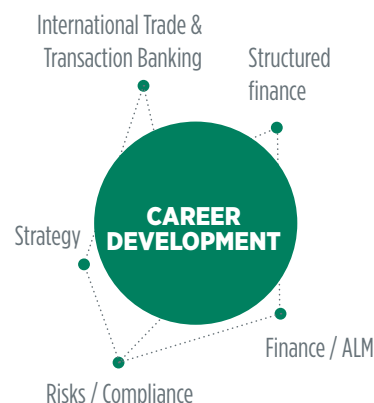 International Trade &
Transaction Banking
Structured
finance
CAREER
DEVELOPMENT
Strategy
Finance / ALM
Risks / Compliance